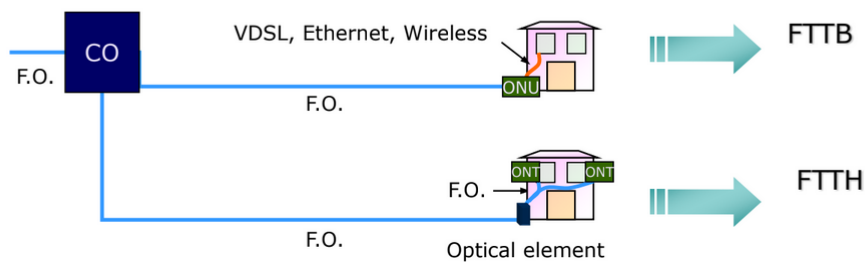 CO
VDSL, Ethernet, Wireless
FTTB
F.O.
ONU
F.O.
ONT
ONT
F.O.
FTTH
F.O.
Optical element